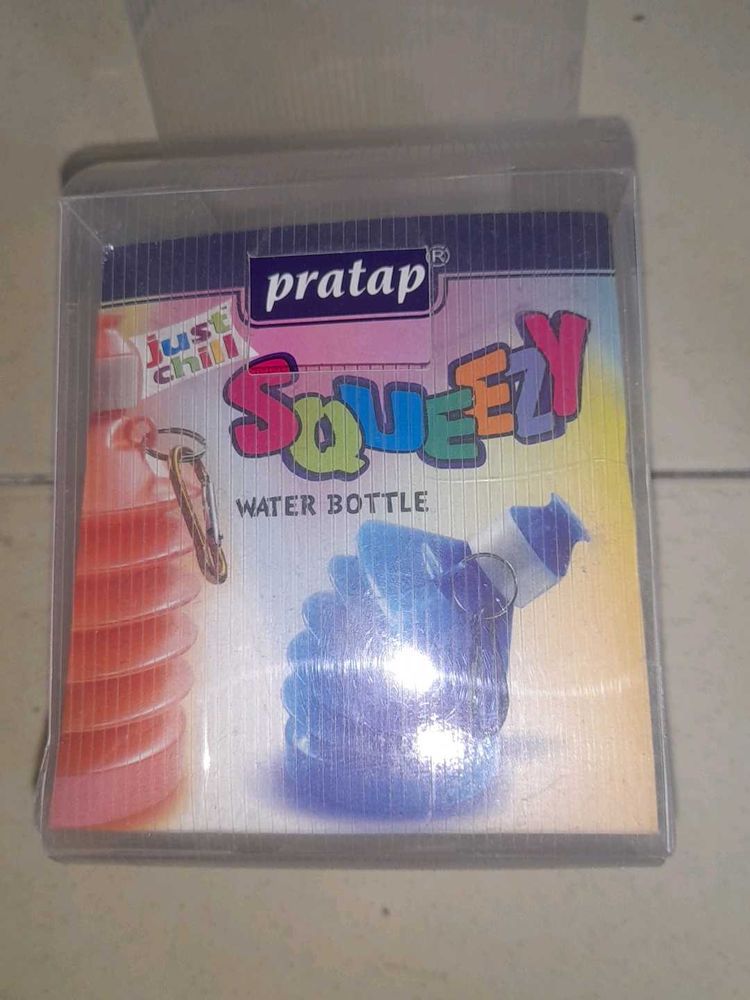 pratap®
just
chill
SQUEEZY
WATER BOTTLE